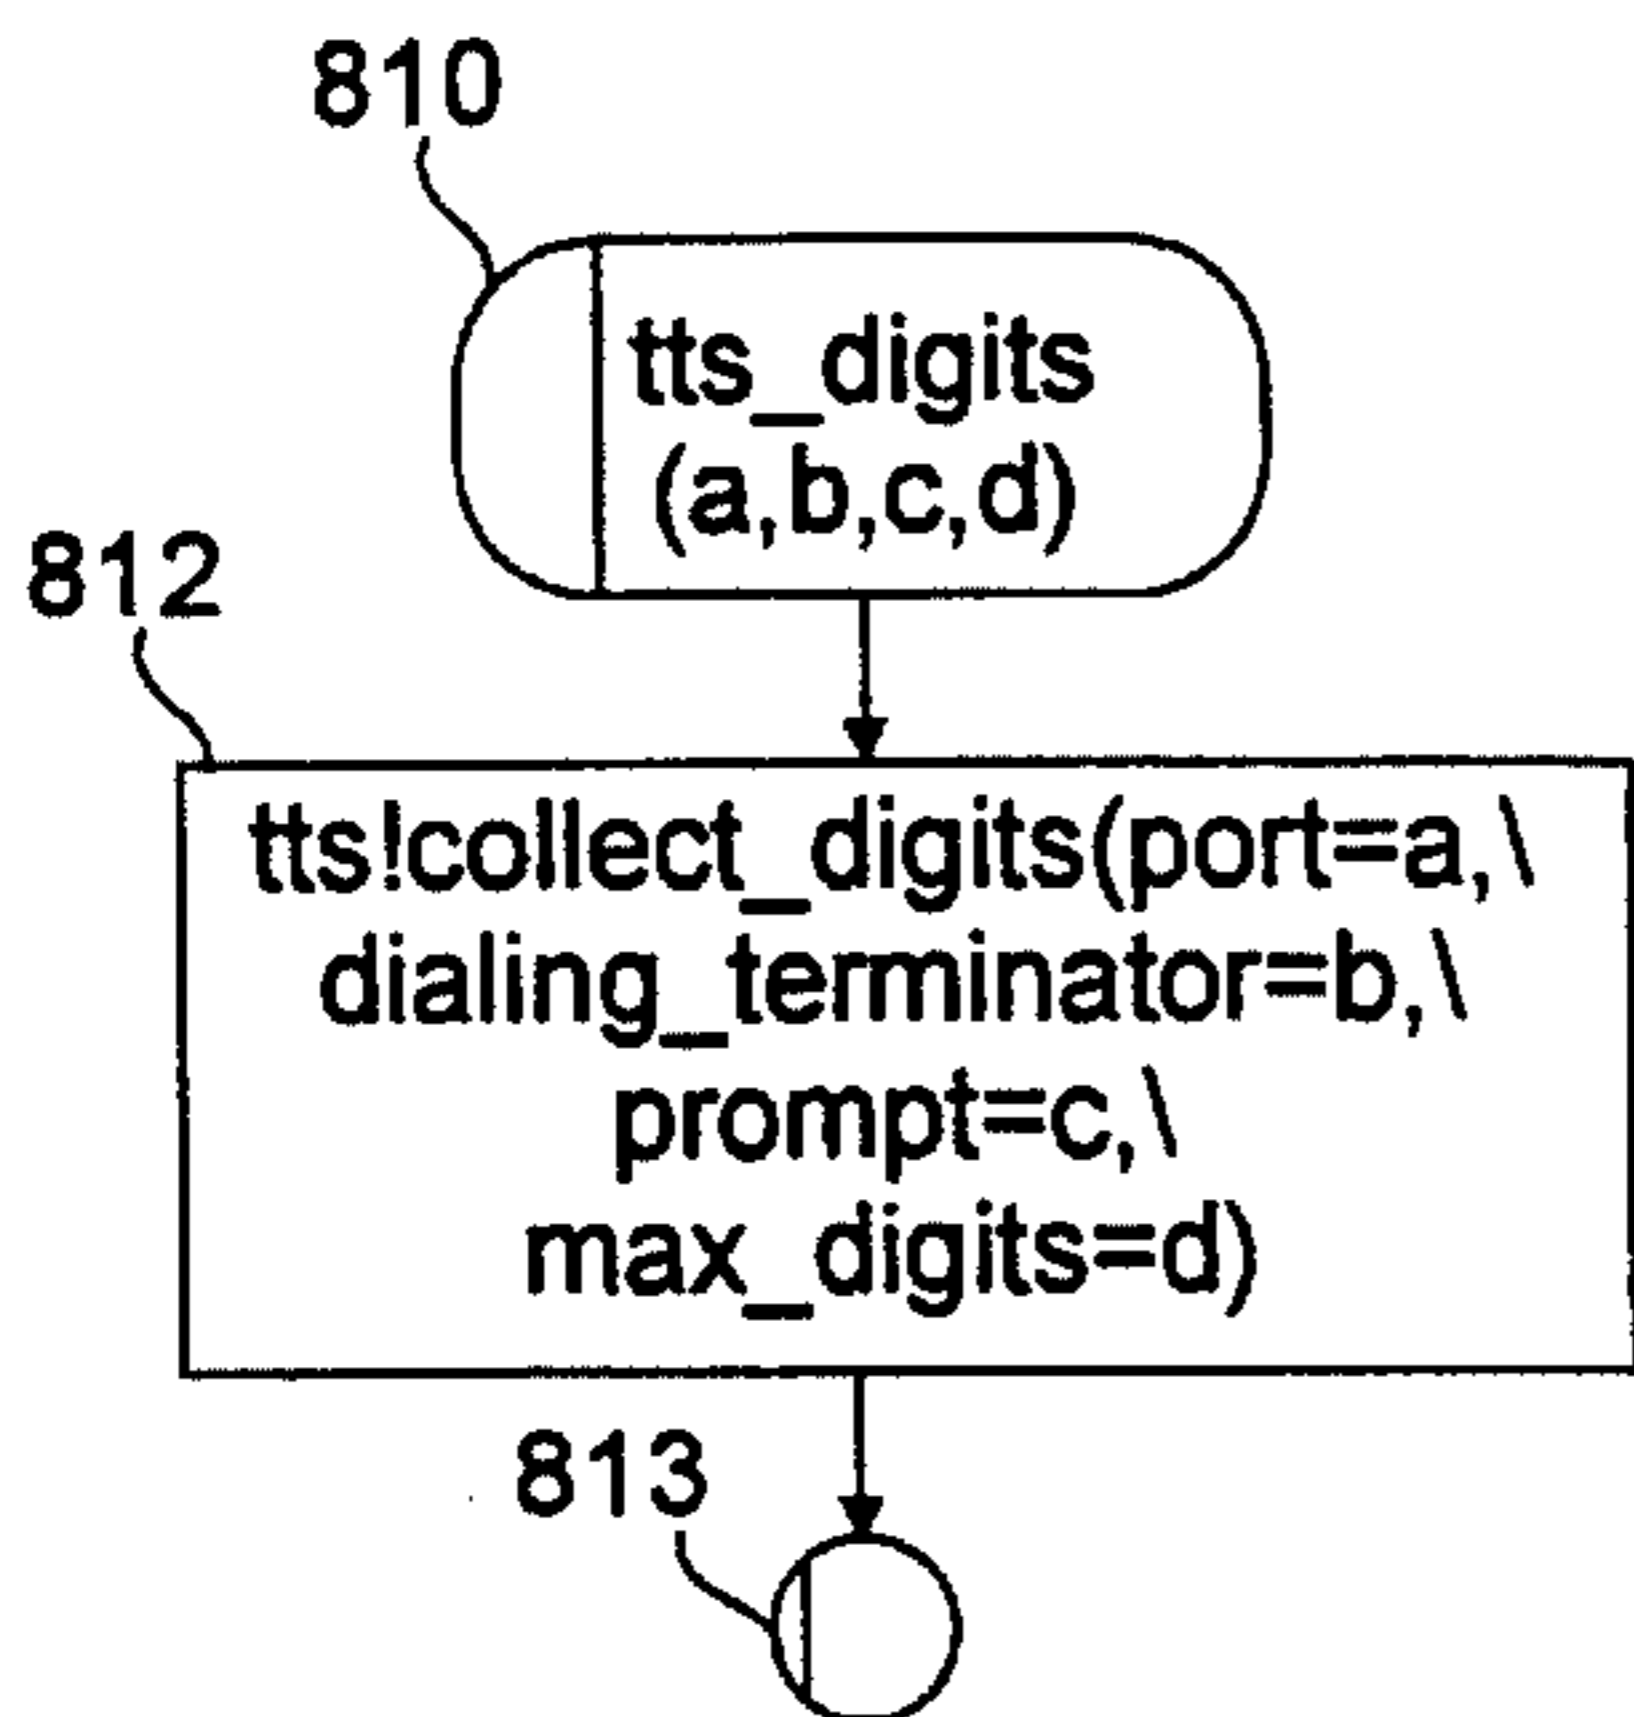 810
tts_digits
(a,b,c,d)
812
tts!collect_digits(port=a,\
dialing_terminator=b,\
prompt=c,\
max_digits=d)
813